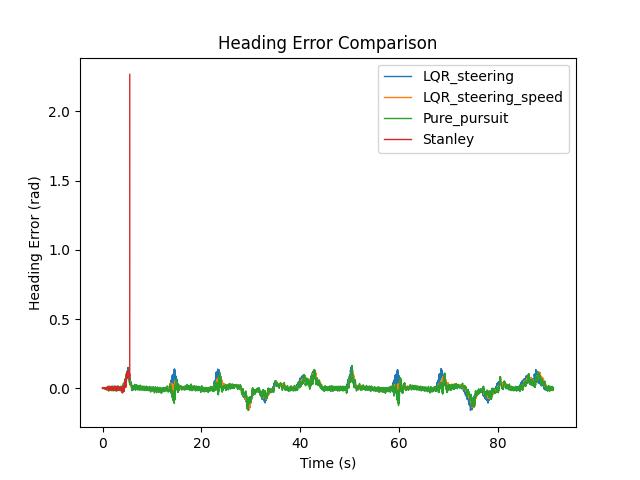 Heading Error Comparison
LQR_steering
LQR_steering_speed
Pure_pursuit
Stanley
Heading Error (rad)
2.0
1.5
1.0
0.5
0.0
0
20
40
60
80
Time (s)